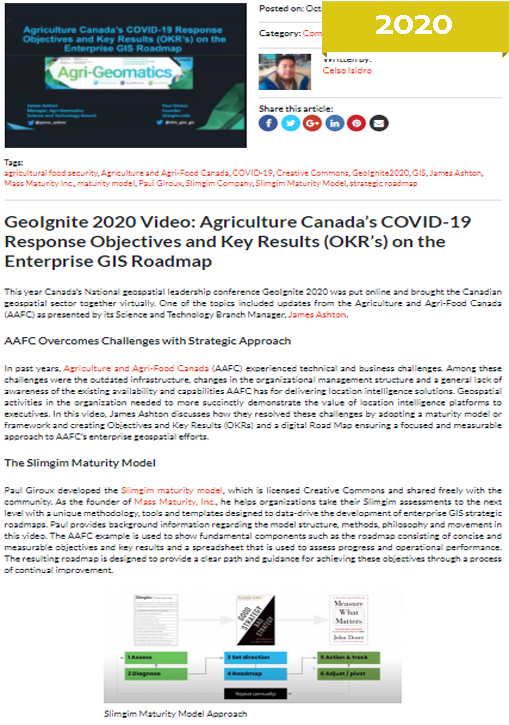 Agriculture Canada's COVID-19 Response
Objectives and Key Results (OKR's) on the
Enterprise GIS Roadmap
Agri-Geomatics
James Ashton
Manager, Agri-Geomatics
Science and Technology Branch
Paul Giroux
Founder
Posted on: Oct
2020
Category: Com
Written by:
Celso Isidro
Share this article:
Tags:
agricultural food security, Agriculture and Agri-Food Canada, COVID-19, Creative Commons, GeoIgnite2020, GIS, James Ashton,
Mass Maturity Inc., maturity model, Paul Giroux, Slimgim Company, Slimgim Maturity Model, strategic roadmap
GeoIgnite 2020 Video: Agriculture Canada's COVID-19
Response Objectives and Key Results (OKR's) on the
Enterprise GIS Roadmap
This year Canada's National geospatial leadership conference GeoIgnite 2020 was put online and brought the Canadian
geospatial sector together virtually. One of the topics included updates from the Agriculture and Agri-Food Canada
(AAFC) as presented by its Science and Technology Branch Manager, James Ashton.
AAFC Overcomes Challenges with Strategic Approach
In past years, Agriculture and Agri-Food Canada (AAFC) experienced technical and business challenges. Among these
challenges were the outdated infrastructure, changes in the organizational management structure and a general lack of
awareness of the existing availability and capabilities AAFC has for delivering location intelligence solutions. Geospatial
activities in the organization needed to more succinctly demonstrate the value of location intelligence platforms to
executives. In this video, James Ashton discusses how they resolved these challenges by adopting a maturity model or
framework and creating Objectives and Key Results (OKRs) and a digital Road Map ensuring a focused and measurable
approach to AAFC's enterprise geospatial efforts.
The Slimgim Maturity Model
Paul Giroux developed the Slimgim maturity model, which is licensed Creative Commons and shared freely with the
community. As the founder of Mass Maturity, Inc., he helps organizations take their Slimgim assessments to the next
level with a unique methodology, tools and templates designed to data-drive the development of enterprise GIS strategic
roadmaps. Paul provides background information regarding the model structure, methods, philosophy and movement in
this video. The AAFC example is used to show fundamental components such as the roadmap consisting of concise and
measurable objectives and key results and a spreadsheet that is used to assess progress and operational performance.
The resulting roadmap is designed to provide a clear path and guidance for achieving these objectives through a process
of continual improvement.
GOOD
STRATEGY
BAD
STRATEGY
Measure
What
Matters
John Doerr
1 Assess
2 Diagnose
3 Set direction
4 Roadmap
5 Action & track
6 Adjust / pivot
Repeat (annually)
Slimgim Maturity Model Approach